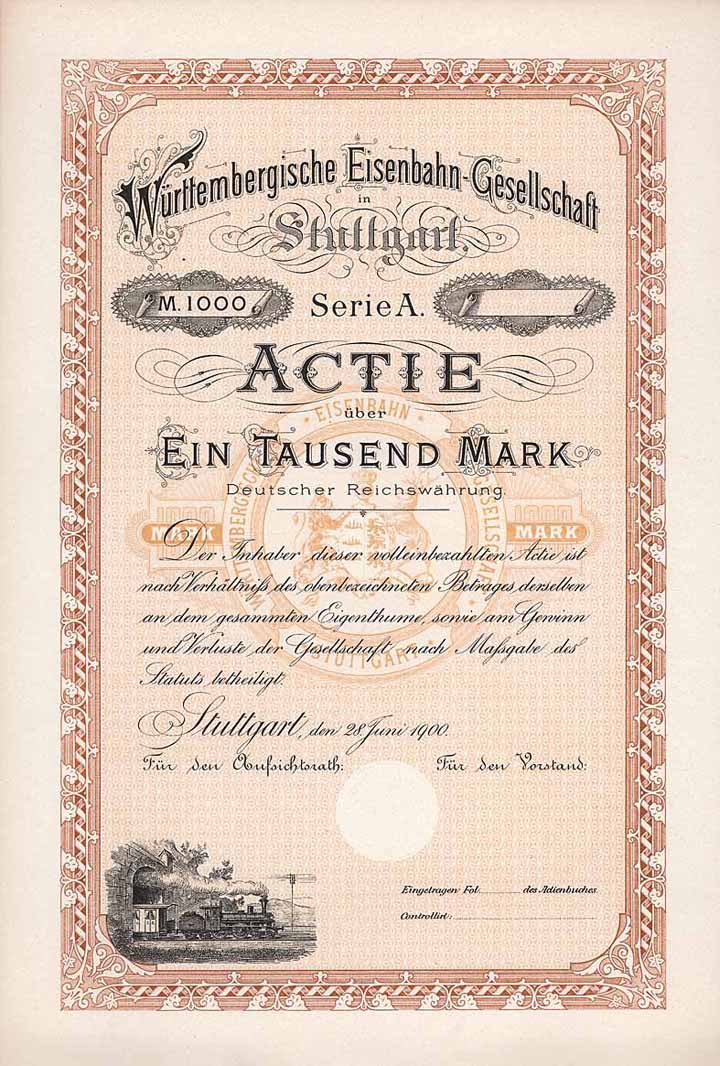 Württembergische Eisenbahn-Gesellschaft
in
Stuttgart.
M. 1000
Serie A.
ACTIE
über
EIN TAUSEND MARK
Deutscher Reichswährung.
WÜRTTEMBERGISCHE EISENBAHN GESELLSCHAFT
STUTTGART
1000 MARK
1000 MARK
Der Inhaber dieser volleinbezahlten Actie ist
nach Verhältniß des obenbezeichneten Betrages derselben
an dem gesammten Eigenthume, sowie am Gewinn
und Verluste der Gesellschaft nach Maßgabe des
Statuts betheiligt.
Stuttgart, den 28. Juni 1900.
Für den Aufsichtsrath:
Für den Vorstand:
Eingetragen Fol. des Actienbuches.
Controllirt: